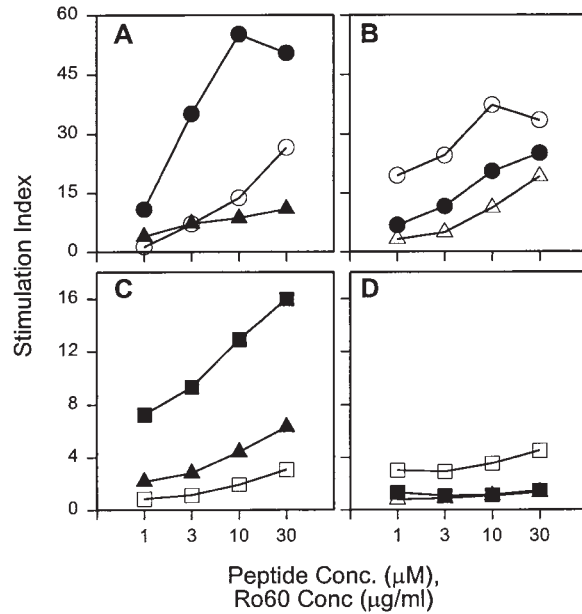 A
B
60
45
30
15
0
Stimulation Index
C
D
16
12
8
4
0
1 3 10 30
1 3 10 30
Peptide Conc. (μM),
Ro60 Conc (μg/ml)